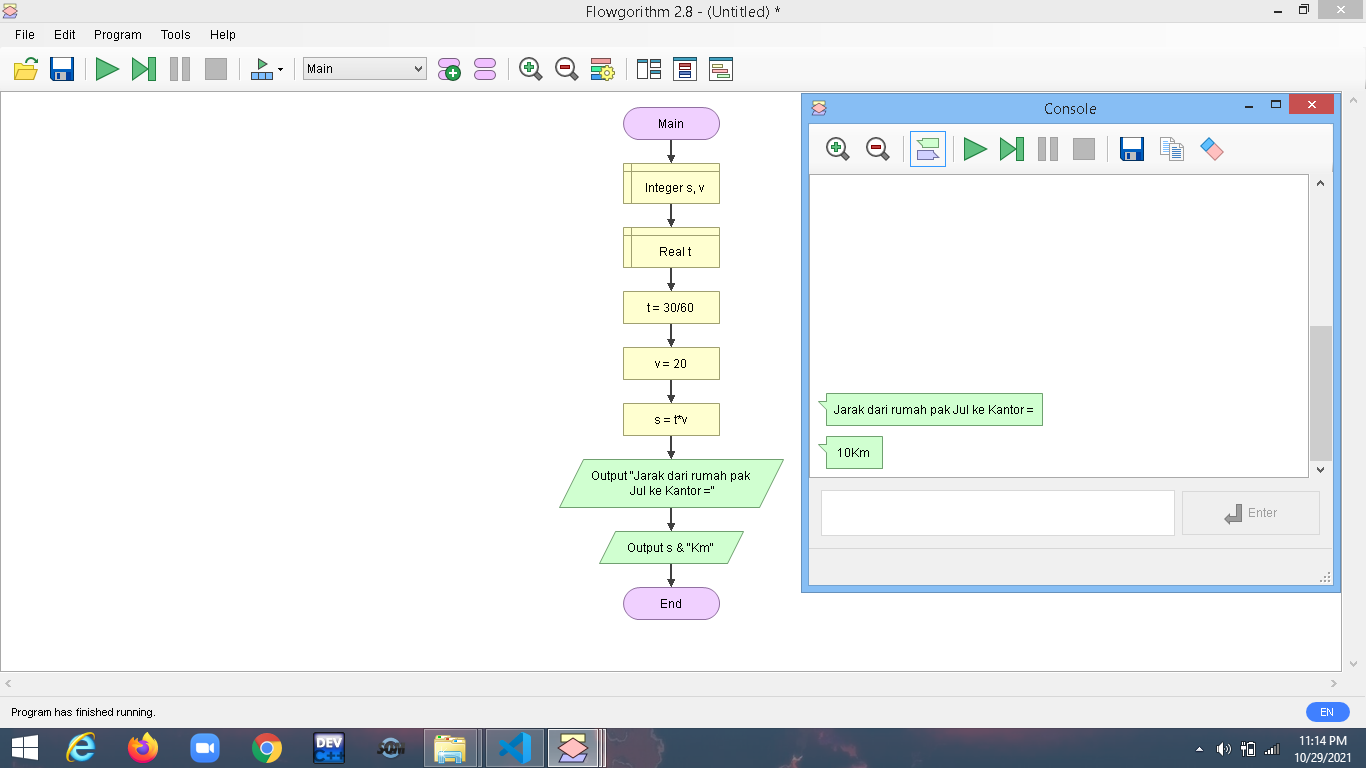 Flowgorithm 2.8 - (Untitled) *
File Edit Program Tools Help
Main
Main
Integer s, v
Real t
t = 30/60
v = 20
s = t*v
Output "Jarak dari rumah pak
Jul ke Kantor ="
Output s & "Km"
End
Console
Jarak dari rumah pak Jul ke Kantor =
10Km
Enter
Program has finished running.
EN
DEV
C++
11:14 PM
10/29/2021